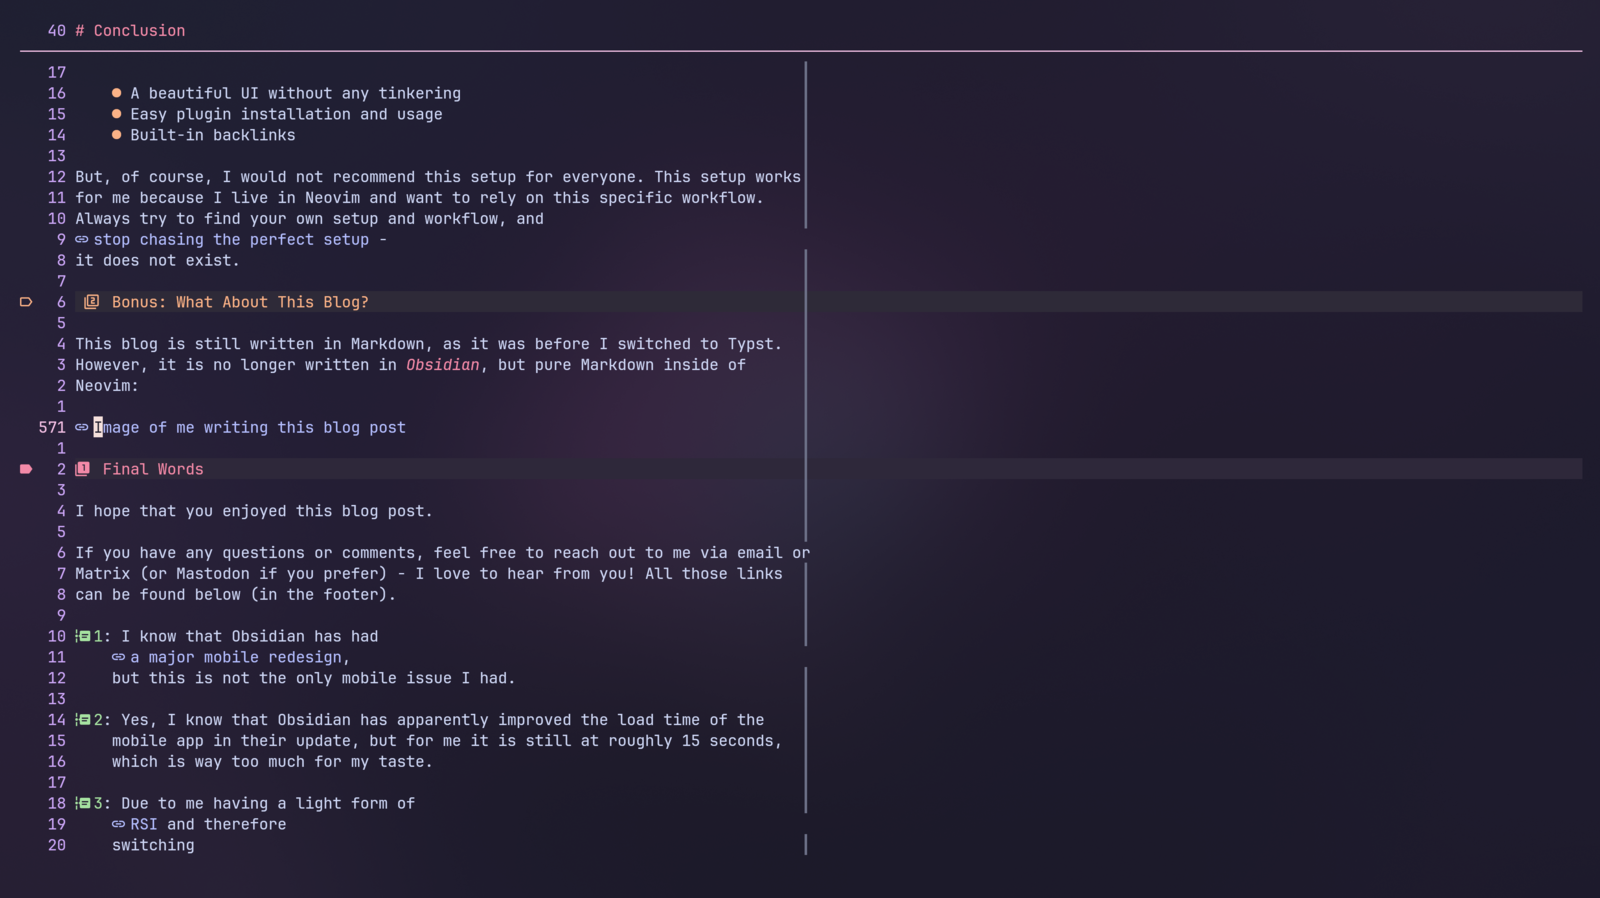 40 # Conclusion
17
16 ● A beautiful UI without any tinkering
15 ● Easy plugin installation and usage
14 ● Built-in backlinks
13
12 But, of course, I would not recommend this setup for everyone. This setup works
11 for me because I live in Neovim and want to rely on this specific workflow.
10 Always try to find your own setup and workflow, and
9 stop chasing the perfect setup -
8 it does not exist.
7
6 2 Bonus: What About This Blog?
5
4 This blog is still written in Markdown, as it was before I switched to Typst.
3 However, it is no longer written in Obsidian, but pure Markdown inside of
2 Neovim:
1
571 Image of me writing this blog post
1
2 1 Final Words
3
4 I hope that you enjoyed this blog post.
5
6 If you have any questions or comments, feel free to reach out to me via email or
7 Matrix (or Mastodon if you prefer) - I love to hear from you! All those links
8 can be found below (in the footer).
9
10 1: I know that Obsidian has had
11 a major mobile redesign,
12 but this is not the only mobile issue I had.
13
14 2: Yes, I know that Obsidian has apparently improved the load time of the
15 mobile app in their update, but for me it is still at roughly 15 seconds,
16 which is way too much for my taste.
17
18 3: Due to me having a light form of
19 RSI and therefore
20 switching